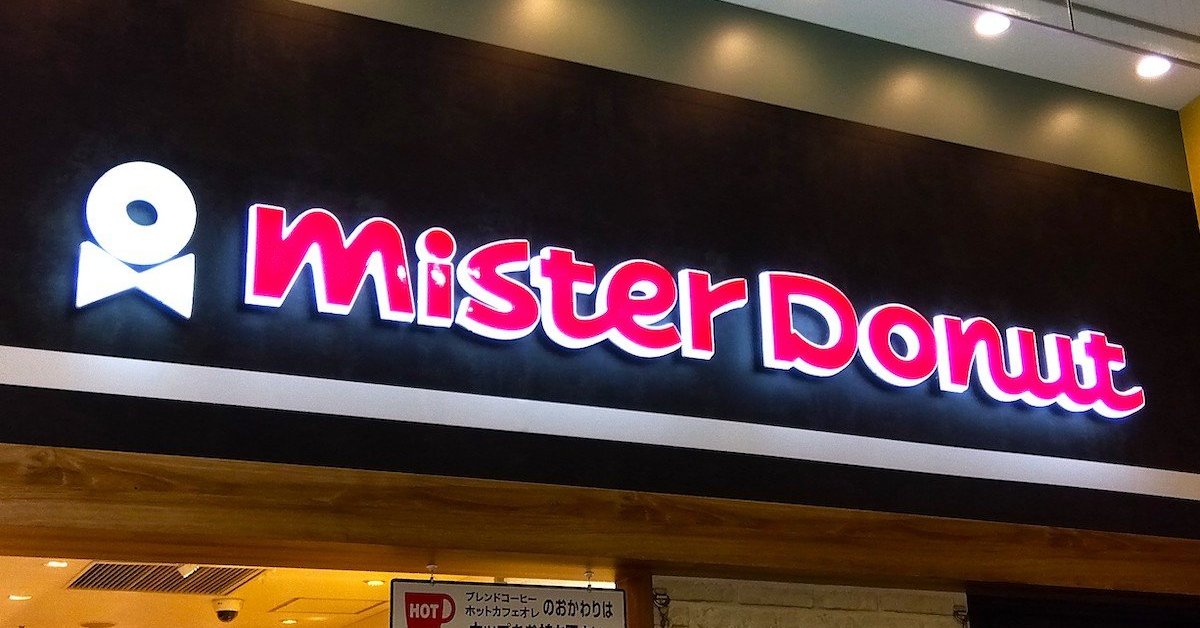 mister Donut
HOT
ブレンドコーヒー
ホットカフェオレ のおかわりは